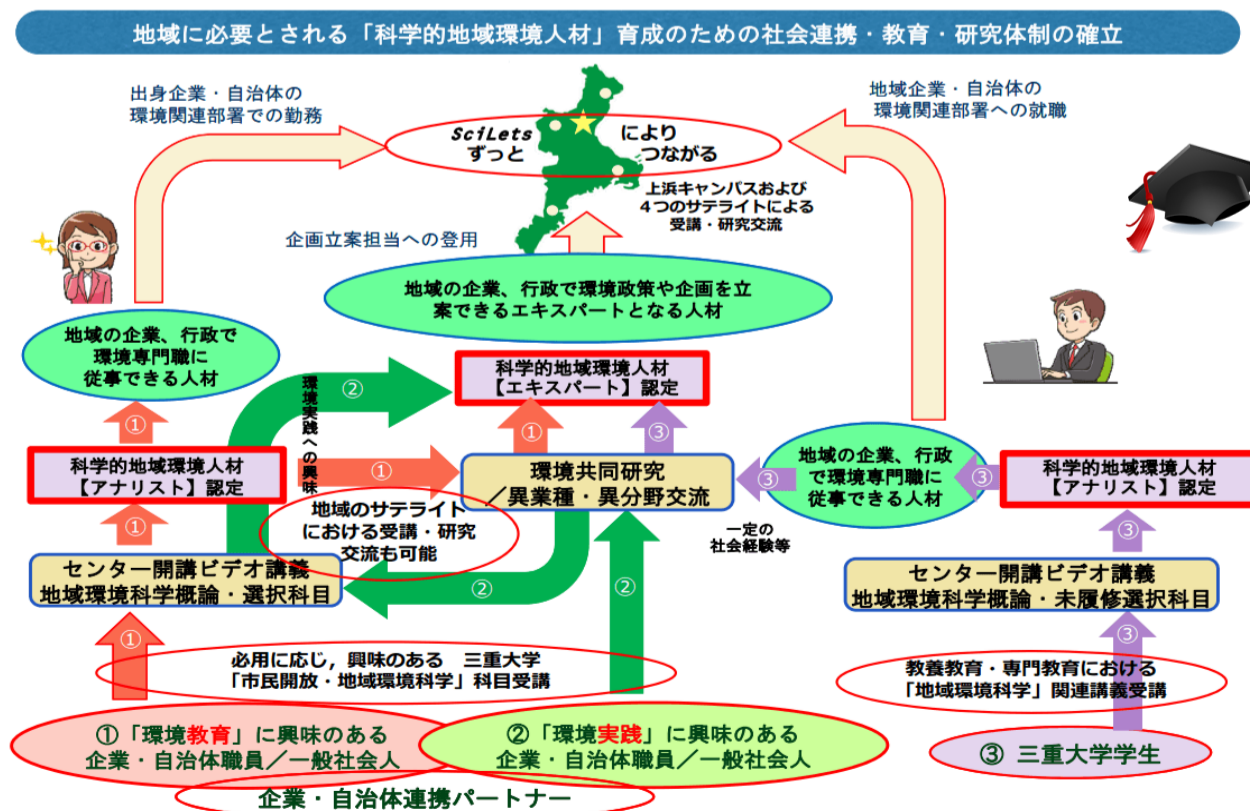 地域に必要とされる「科学的地域環境人材」育成のための社会連携・教育・研究体制の確立
出身企業・自治体の
環境関連部署での勤務
地域企業・自治体の
環境関連部署への就職
SciLets により
ずっと つながる
上浜キャンパスおよび
４つのサテライトによる
受講・研究交流
企画立案担当への登用
地域の企業、行政で環境政策や企画を立
案できるエキスパートとなる人材
地域の企業、行政で
環境専門職に
従事できる人材
②
環境実践への興味
科学的地域環境人材
【エキスパート】認定
①
①
③
科学的地域環境人材
【アナリスト】認定
①
環境共同研究
／異業種・異分野交流
③
地域の企業、行政
で環境専門職に
従事できる人材
③
科学的地域環境人材
【アナリスト】認定
地域のサテライト
における受講・研究
交流も可能
一定の
社会経験等
①
③
センター開講ビデオ講義
地域環境科学概論・選択科目
②
②
センター開講ビデオ講義
地域環境科学概論・未履修選択科目
①
③
必用に応じ，興味のある　三重大学
「市民開放・地域環境科学」科目受講
教養教育・専門教育における
「地域環境科学」関連講義受講
①「環境教育」に興味のある
企業・自治体職員／一般社会人
②「環境実践」に興味のある
企業・自治体職員／一般社会人
③ 三重大学学生
企業・自治体連携パートナー